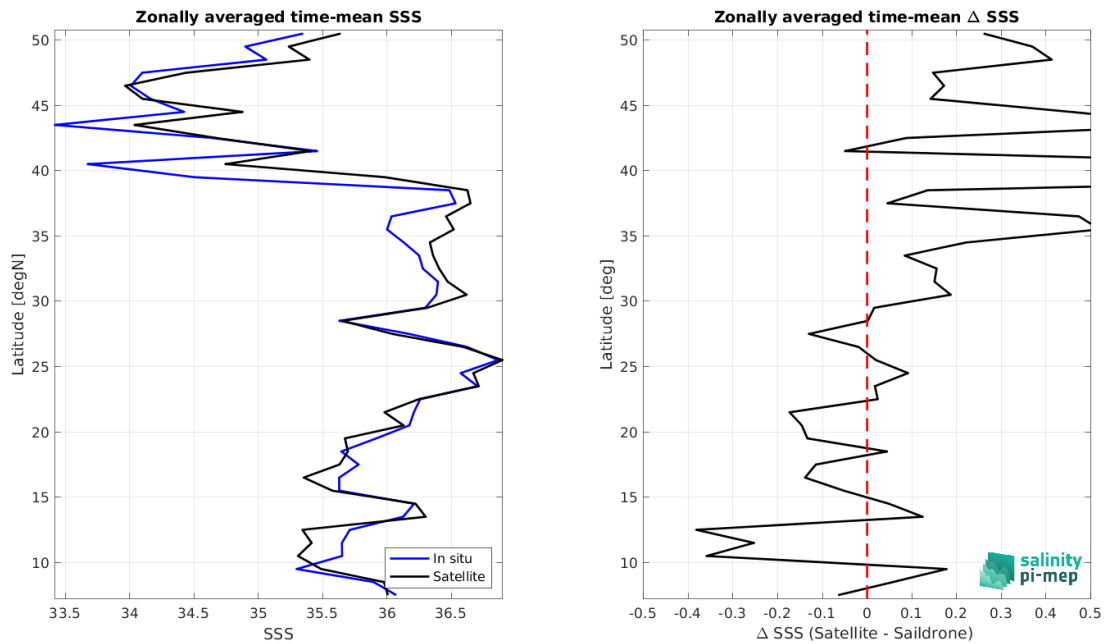 Zonally averaged time-mean SSS
50
45
40
35
30
25
20
15
10
Latitude [degN]
33.5 34 34.5 35 35.5 36 36.5
SSS
In situ
Satellite
Zonally averaged time-mean Δ SSS
50
45
40
35
30
25
20
15
10
Latitude [deg]
-0.5 -0.4 -0.3 -0.2 -0.1 0 0.1 0.2 0.3 0.4 0.5
Δ SSS (Satellite - Saildrone)
salinity
pi-mep